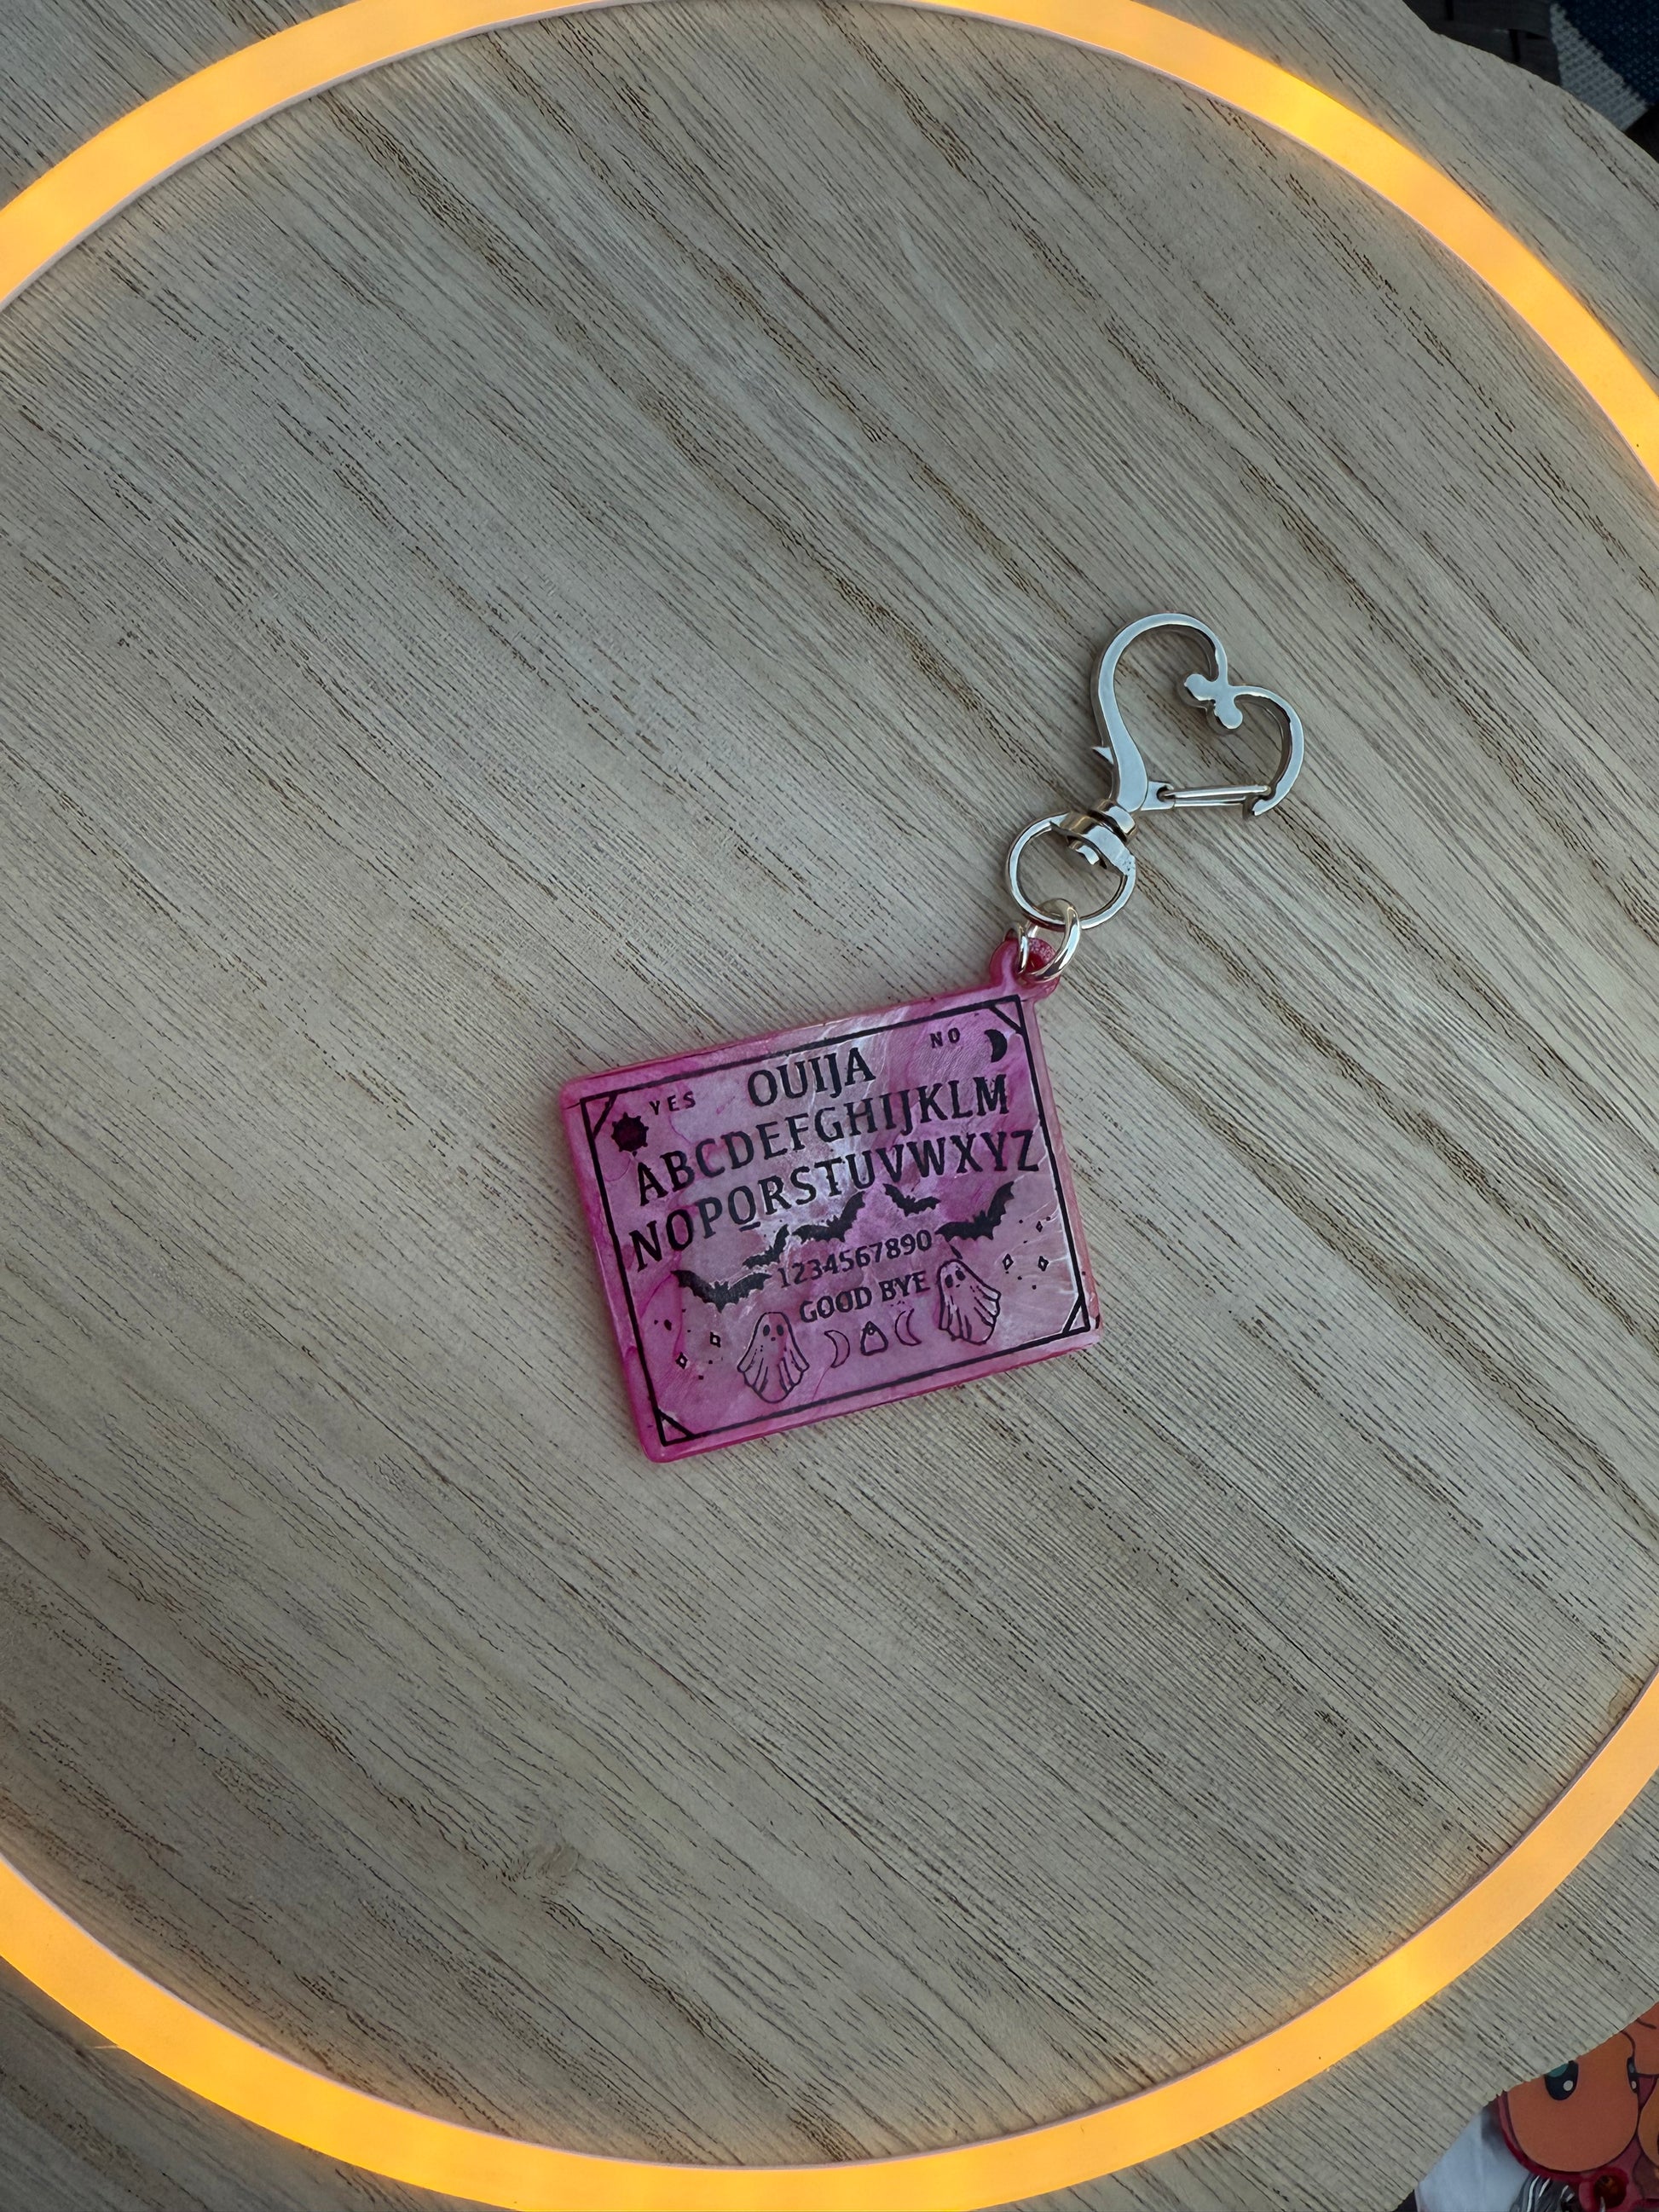 YES
NO
OUIJA
ABCDEFGHIJKLM
NOPQRSTUVWXYZ
1234567890
GOOD BYE